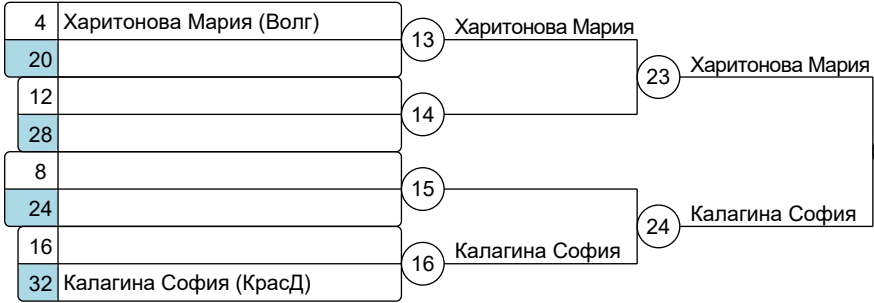 4 Харитонова Мария (Волг)
13 Харитонова Мария
20
23 Харитонова Мария
12
14
28
8
15
24
24 Калагина София
16
16 Калагина София
32 Калагина София (КрасД)